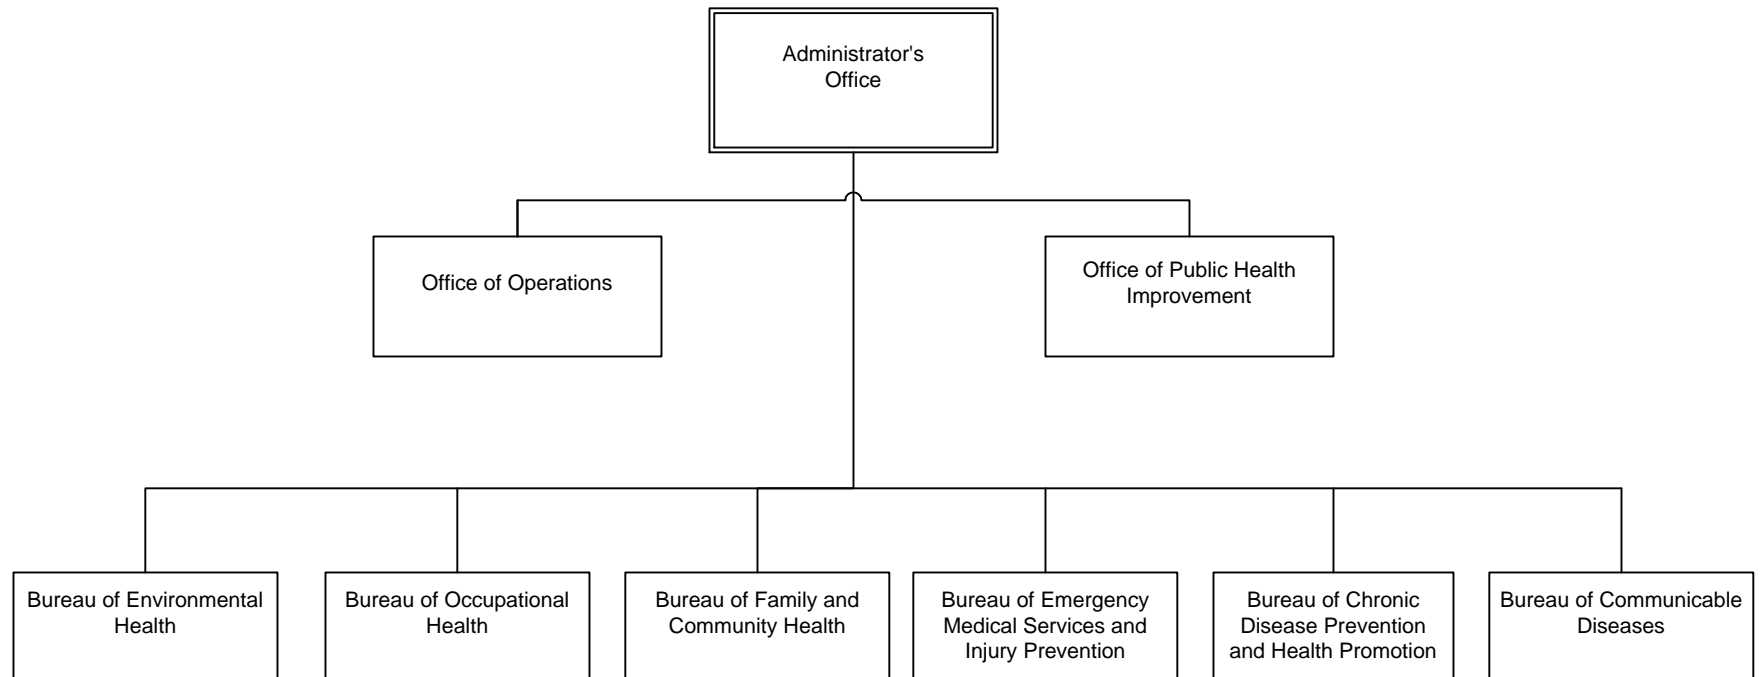 Administrator's
Office
Office of Operations
Office of Public Health
Improvement
Bureau of Environmental
Health
Bureau of Occupational
Health
Bureau of Family and
Community Health
Bureau of Emergency
Medical Services and
Injury Prevention
Bureau of Chronic
Disease Prevention
and Health Promotion
Bureau of Communicable
Diseases